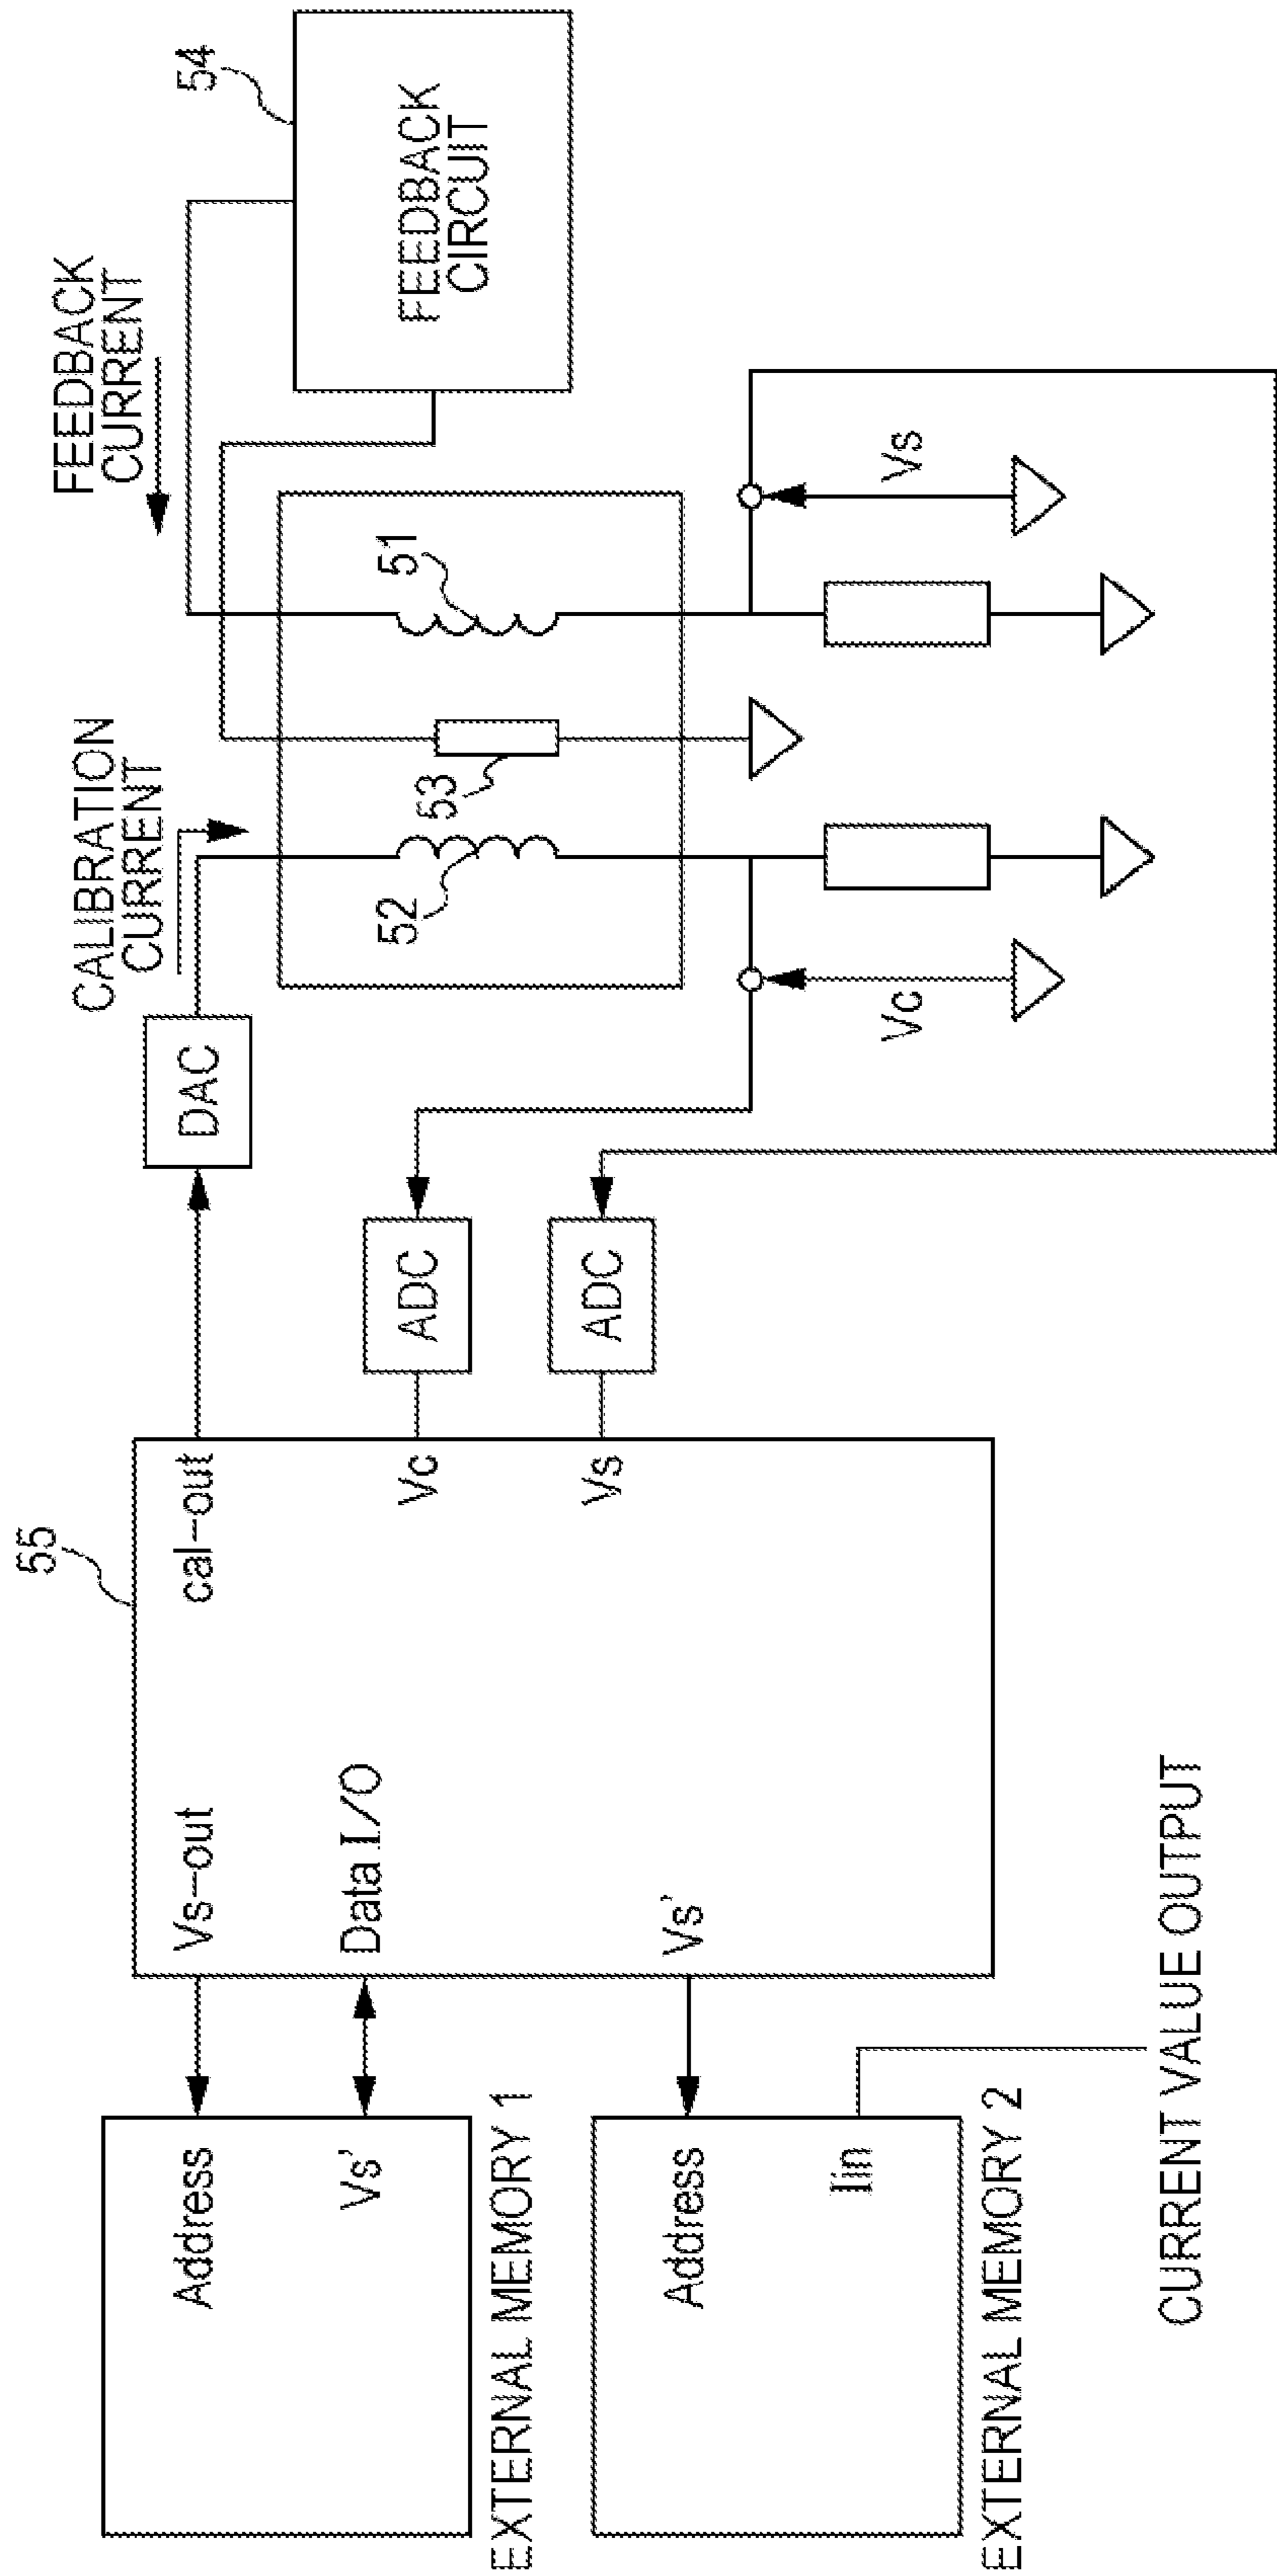 54
FEEDBACK
CIRCUIT
FEEDBACK
CURRENT
51
53
52
Vs
Vc
CALIBRATION
CURRENT
DAC
ADC
ADC
55
cal-out
Vc
Vs
Vs-out
Data I/O
Vs'
Address
Vs'
EXTERNAL MEMORY 1
Address
Iin
EXTERNAL MEMORY 2
CURRENT VALUE OUTPUT